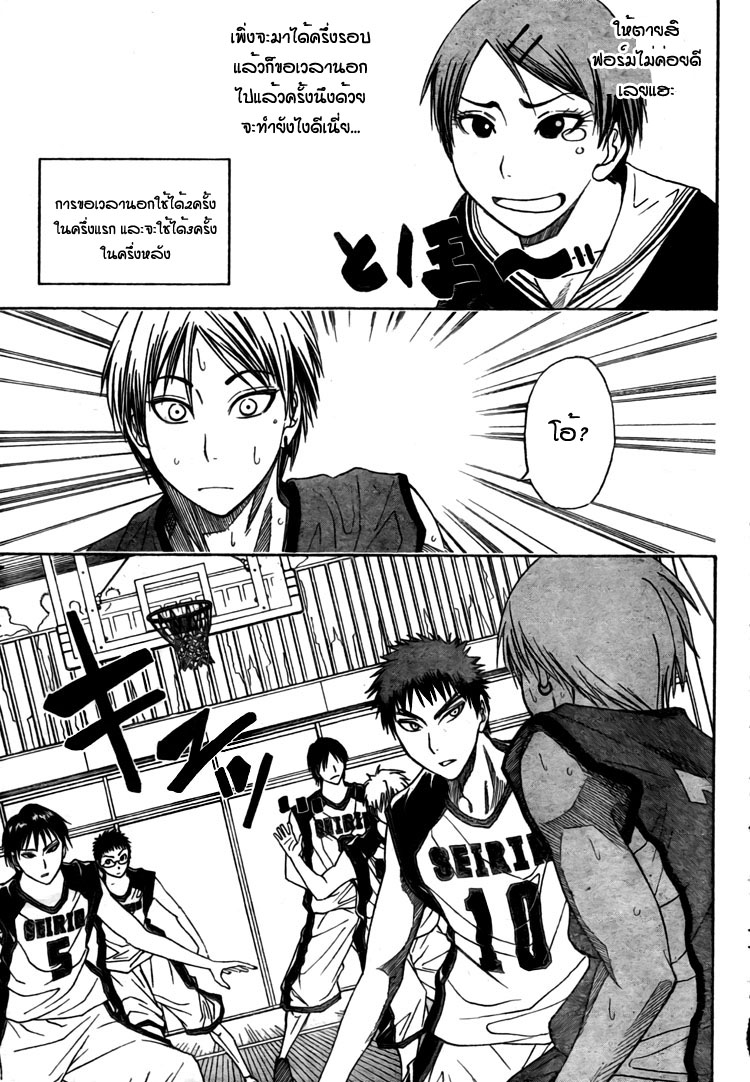 ให้ตายสิ
ฟอร์มไม่ค่อยดี
เลยแฮะ
เพิ่งจะมาได้ครึ่งรอบ
แล้วก็ขอเวลานอก
ไปแล้วครั้งนึงด้วย
จะทำยังไงดีเนี่ย...
การขอเวลานอกใช้ได้2ครั้ง
ในครึ่งแรก และจะใช้ได้3ครั้ง
ในครึ่งหลัง
とほー
โอ้?
キュッ
SEIRIN
5
SEIRIN
SEIRIN
10